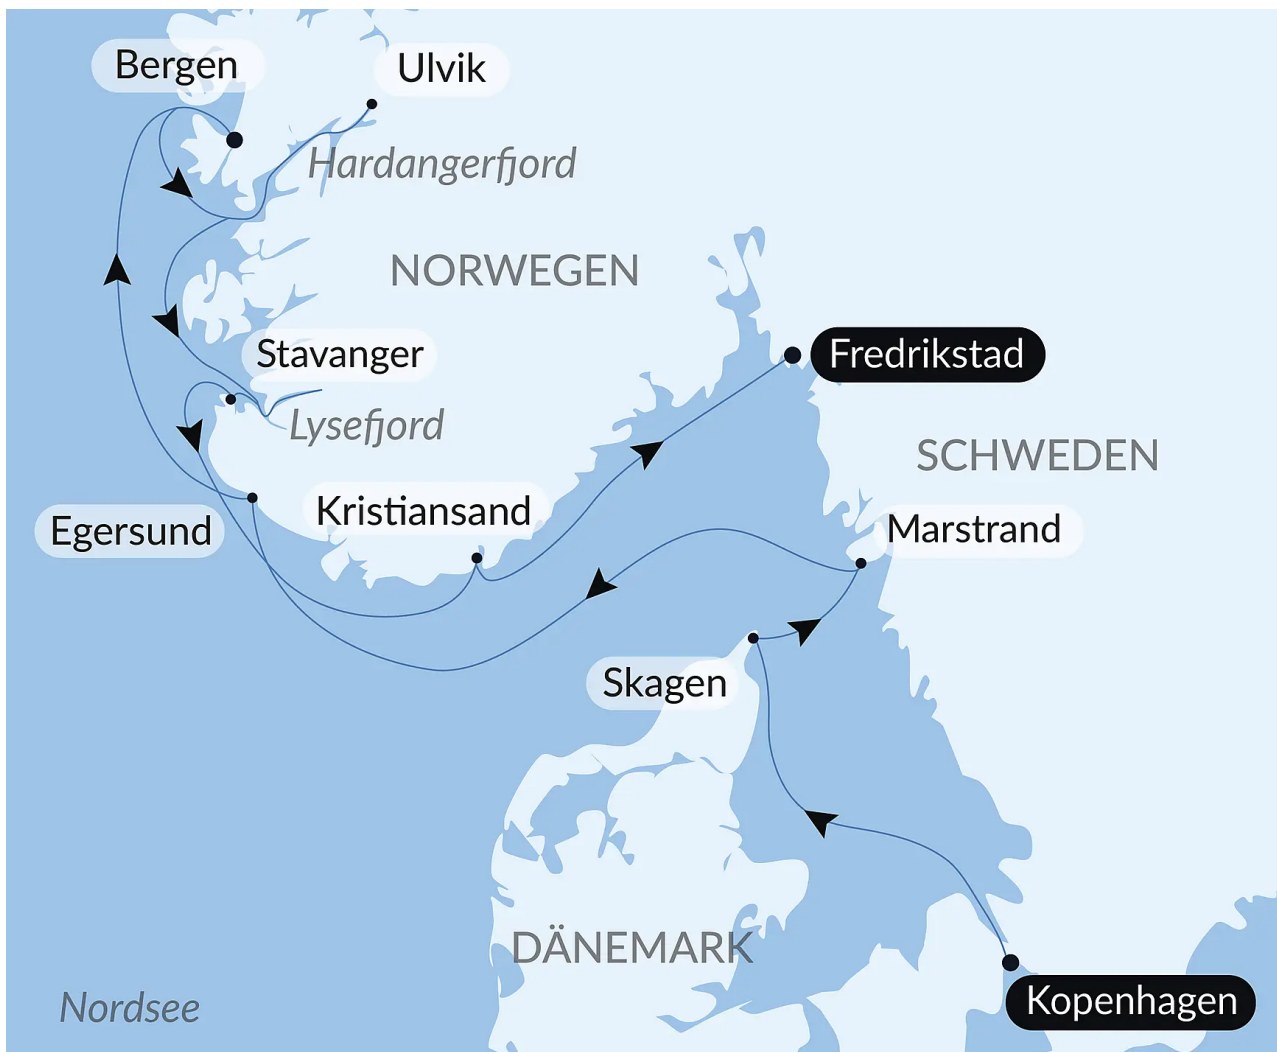 Bergen
Ulvik
Hardangerfjord
NORWEGEN
Stavanger
Fredrikstad
Lysefjord
SCHWEDEN
Kristiansand
Egersund
Marstrand
Skagen
DÄNEMARK
Nordsee
Kopenhagen